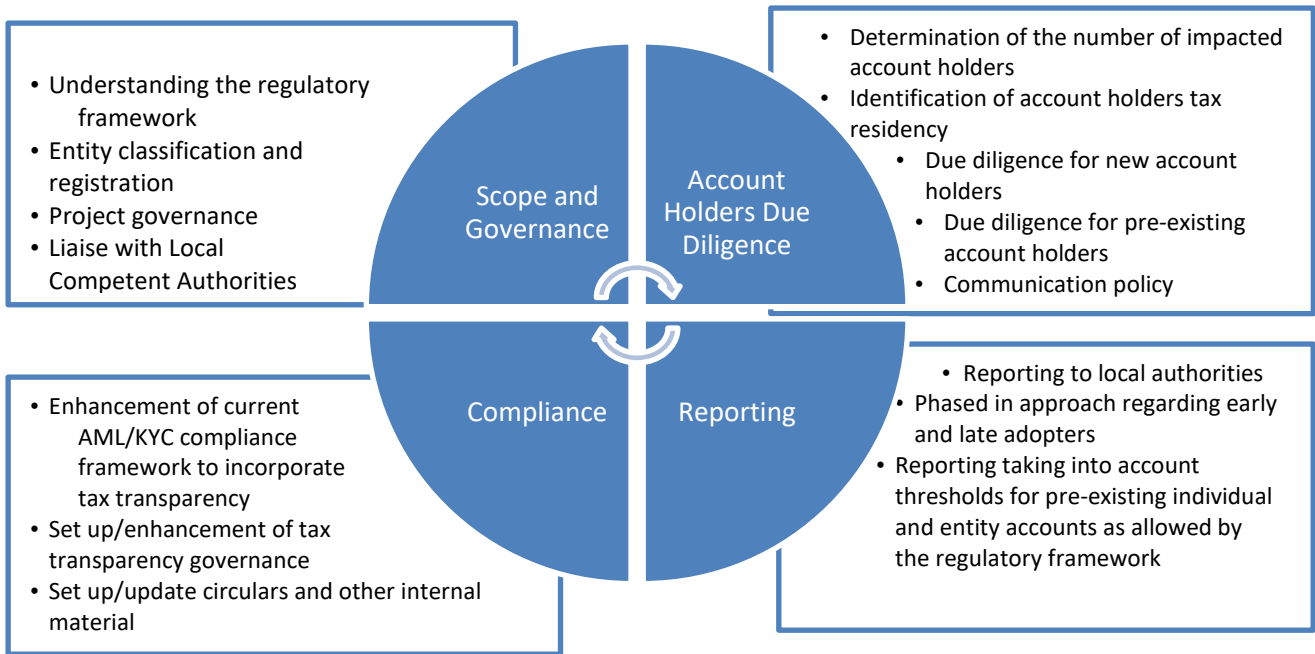 • Understanding the regulatory
framework
• Entity classification and
registration
• Project governance
• Liaise with Local
Competent Authorities
Scope and
Governance
Account
Holders Due
Diligence
• Determination of the number of impacted
account holders
• Identification of account holders tax
residency
• Due diligence for new account
holders
• Due diligence for pre-existing
account holders
• Communication policy
• Enhancement of current
AML/KYC compliance
framework to incorporate
tax transparency
• Set up/enhancement of tax
transparency governance
• Set up/update circulars and other internal
material
Compliance
Reporting
• Reporting to local authorities
• Phased in approach regarding early
and late adopters
• Reporting taking into account
thresholds for pre-existing individual
and entity accounts as allowed by
the regulatory framework